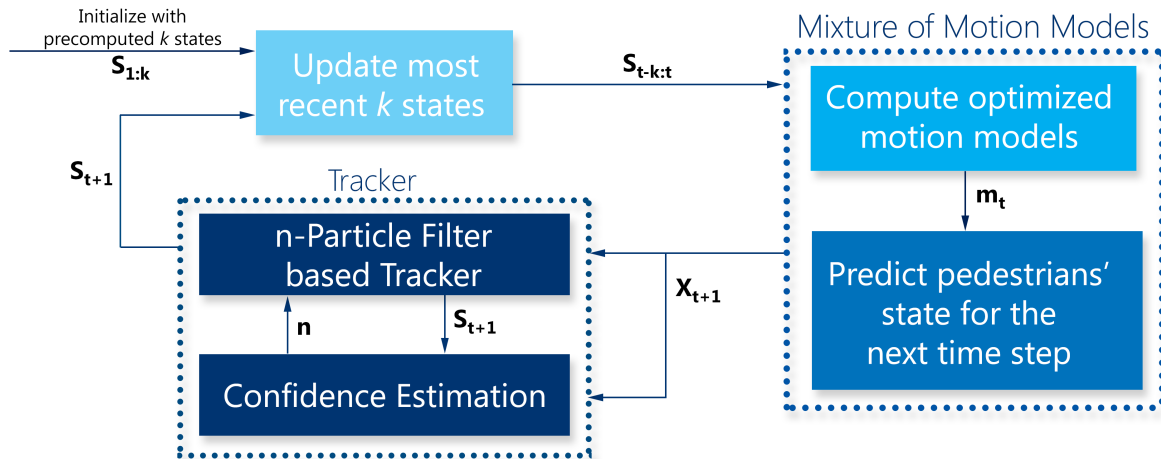 Initialize with
precomputed k states
S1:k
Update most
recent k states
St-k:t
Mixture of Motion Models
Compute optimized
motion models
mt
Predict pedestrians’
state for the
next time step
Xt+1
Tracker
n-Particle Filter
based Tracker
n
St+1
Confidence Estimation
St+1